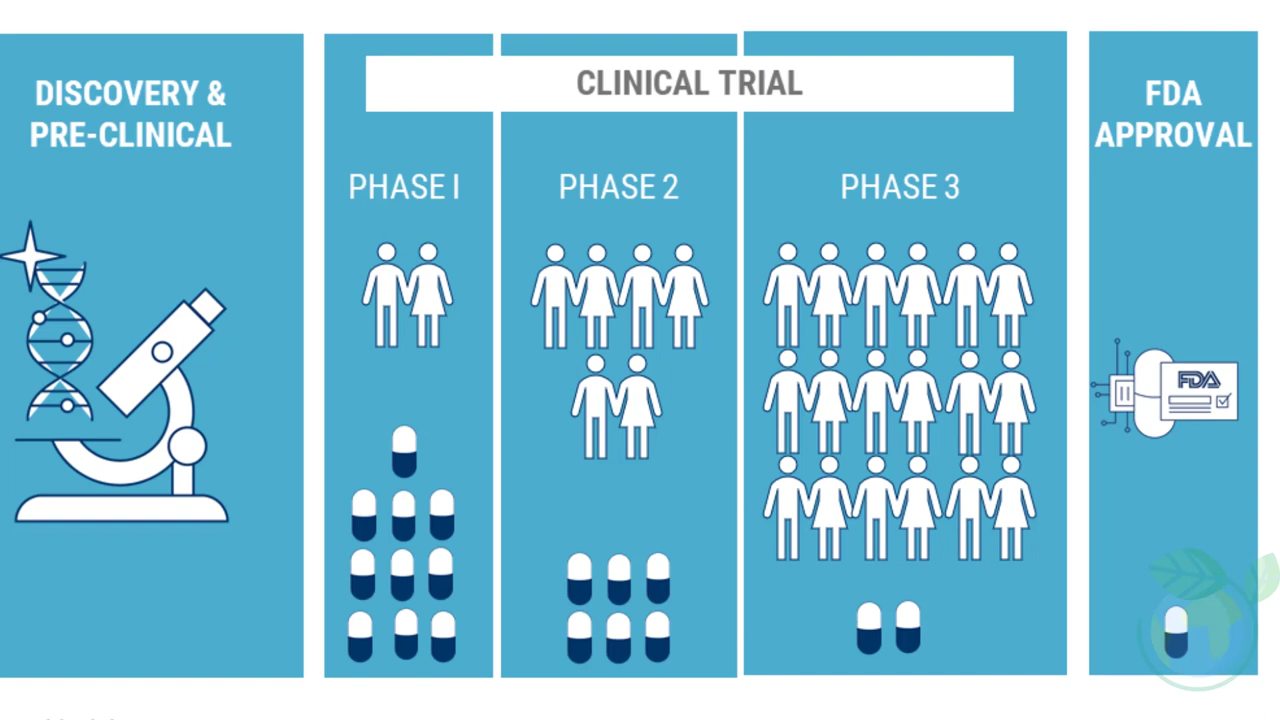 DISCOVERY &
PRE-CLINICAL
CLINICAL TRIAL
PHASE I
PHASE 2
PHASE 3
FDA
APPROVAL
FDA